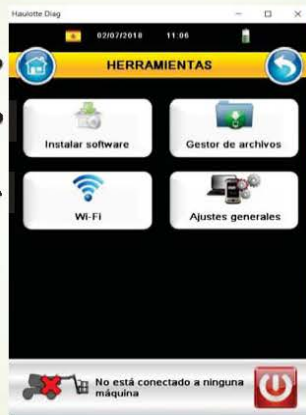 Haulotte Diag
02/07/2018 11:06
HERRAMIENTAS
Instalar software
Gestor de archivos
Wi-Fi
Ajustes generales
No está conectado a ninguna
máquina